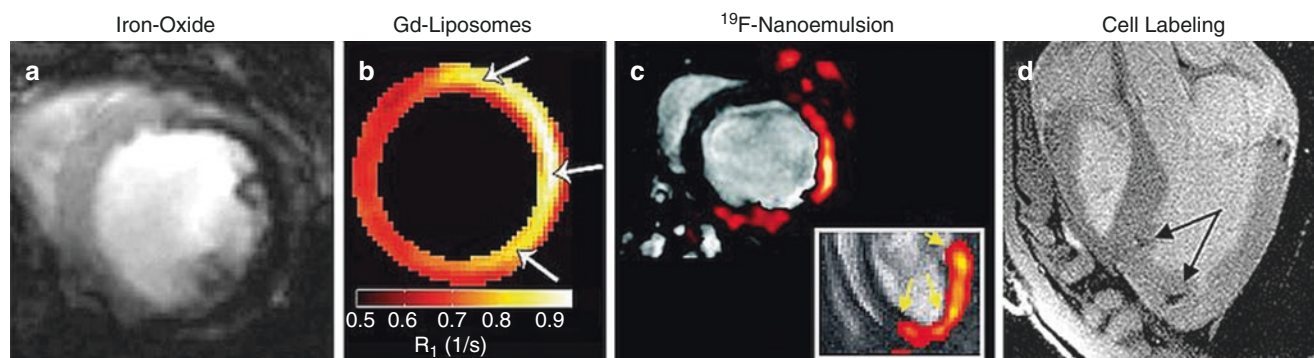 Iron-Oxide
Gd-Liposomes
¹⁹F-Nanoemulsion
Cell Labeling
a
b
c
d
0.5 0.6 0.7 0.8 0.9
R₁ (1/s)